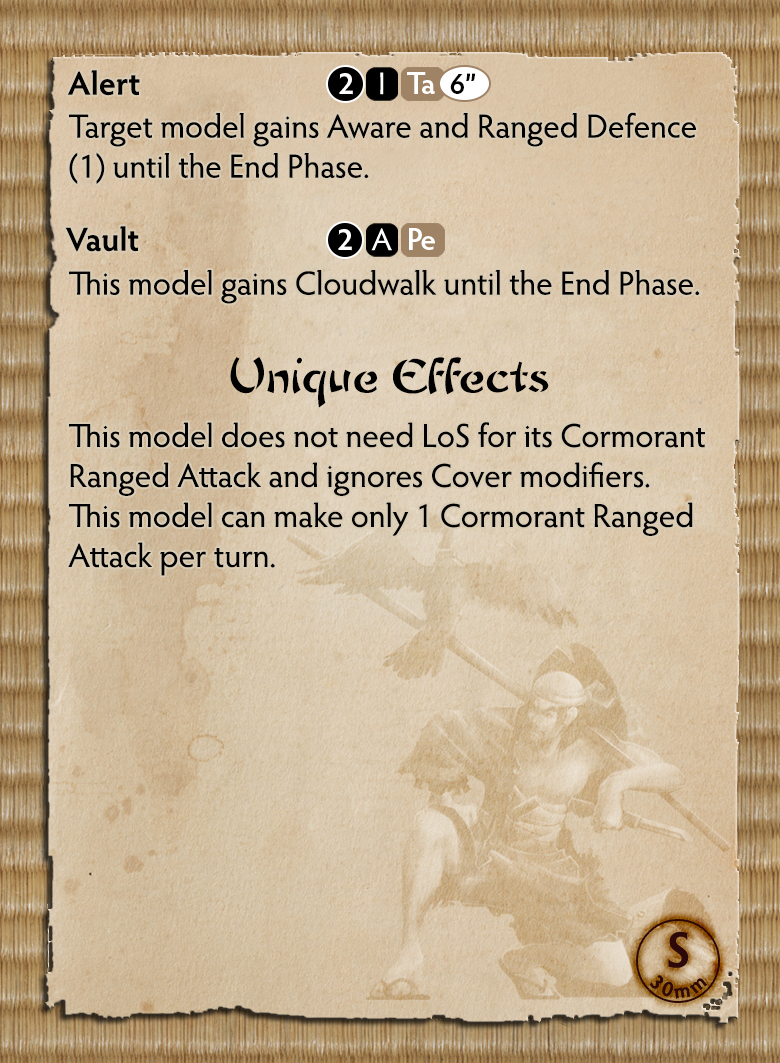 Alert 2 I Ta 6"
Target model gains Aware and Ranged Defence
(1) until the End Phase.
Vault 2 A Pe
This model gains Cloudwalk until the End Phase.
Unique Effects
This model does not need LoS for its Cormorant
Ranged Attack and ignores Cover modifiers.
This model can make only 1 Cormorant Ranged
Attack per turn.
S
30mm